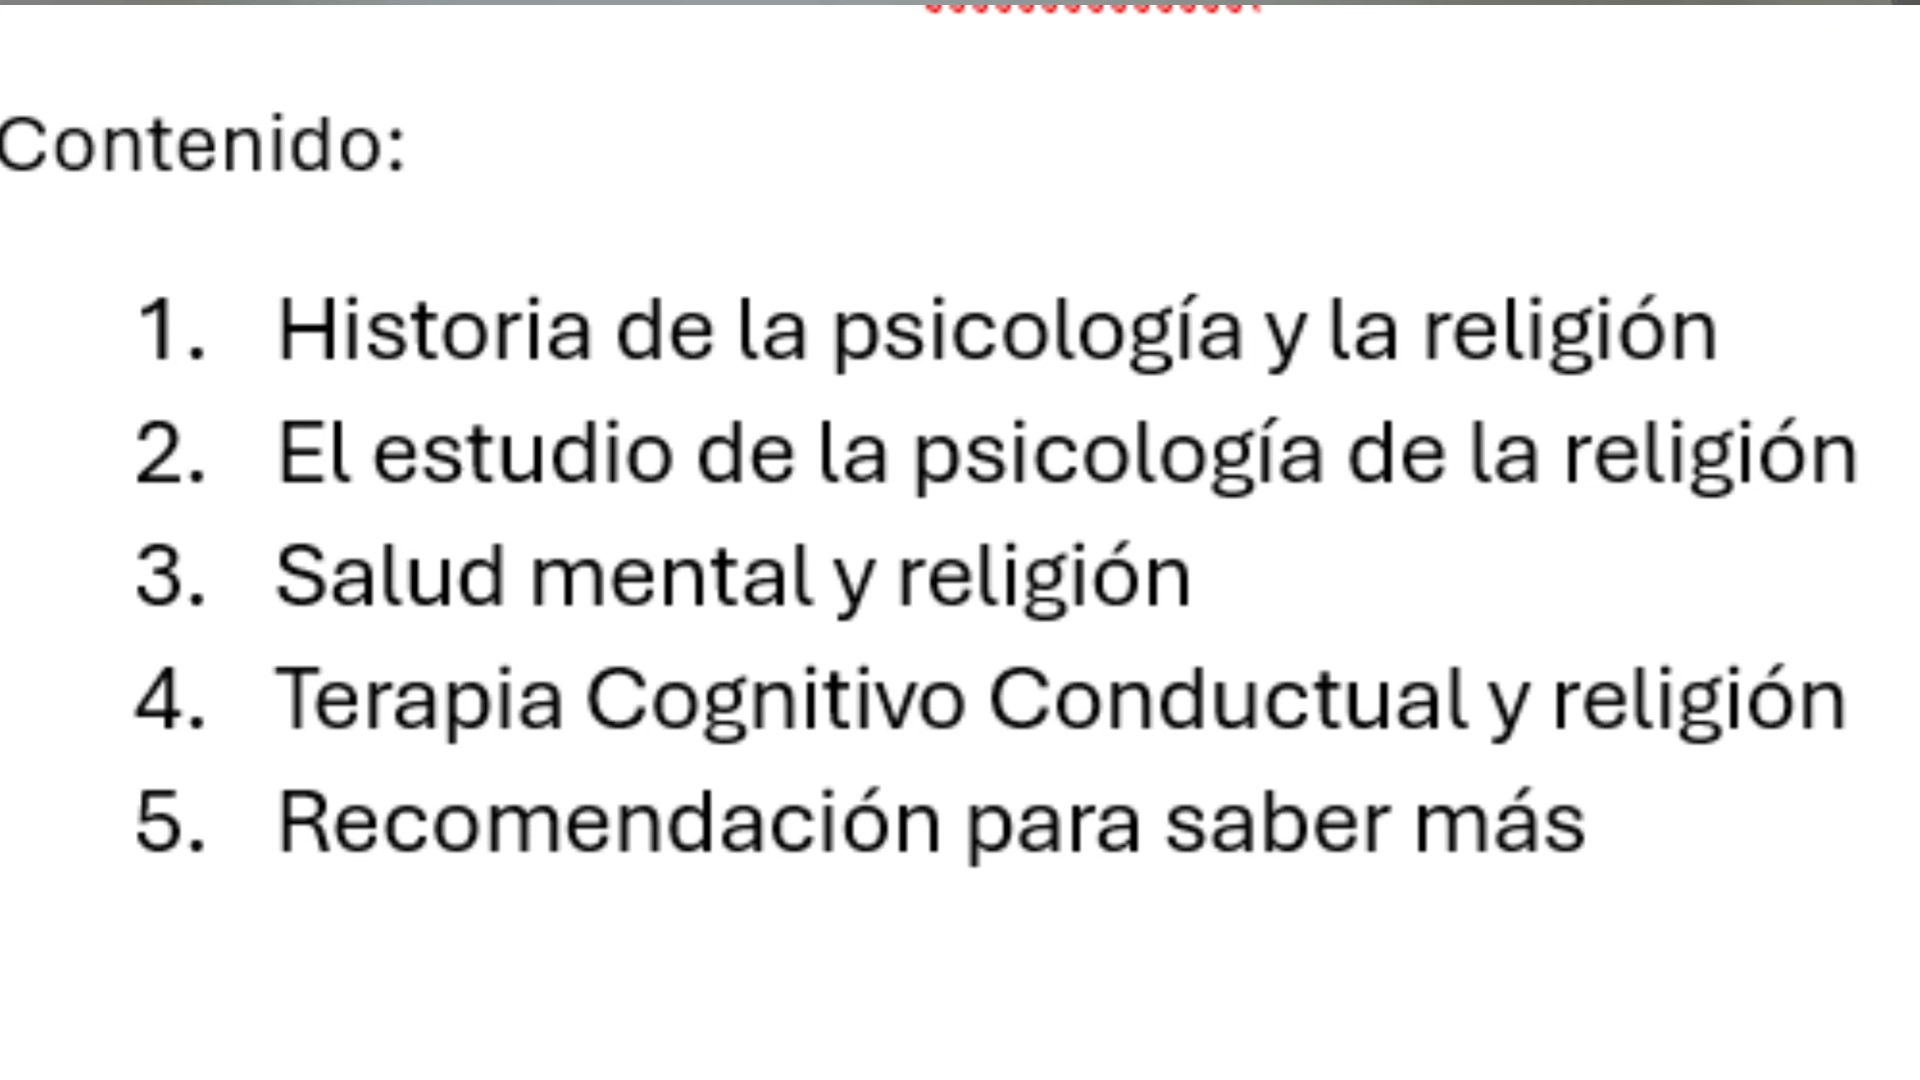 Contenido:
1. Historia de la psicología y la religión
2. El estudio de la psicología de la religión
3. Salud mental y religión
4. Terapia Cognitivo Conductual y religión
5. Recomendación para saber más